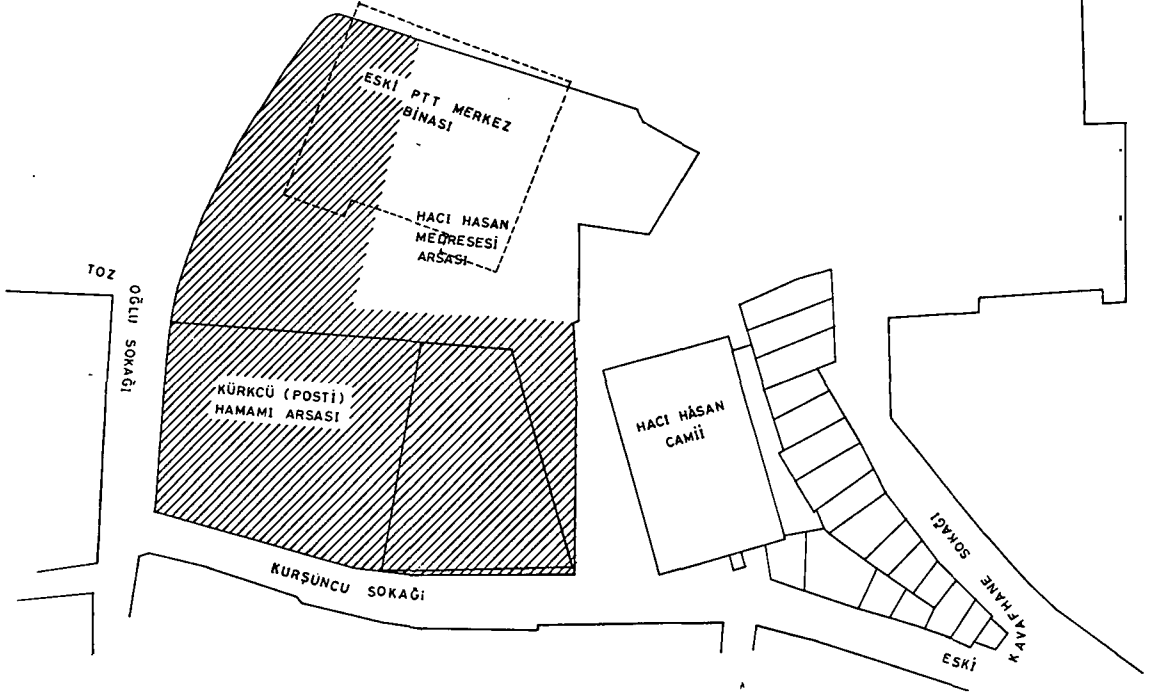 ESKİ PTT MERKEZ
BİNASI
HACI HASAN
MEDRESESİ
ARSASI
TOZ
OĞLU SOKAĞI
KÜRKCÜ (POSTİ)
HAMAMI ARSASI
HACI HÂSAN
CAMİİ
KURŞUNCU SOKAĞI
ESKİ
KAVAFHANE SOKAĞI